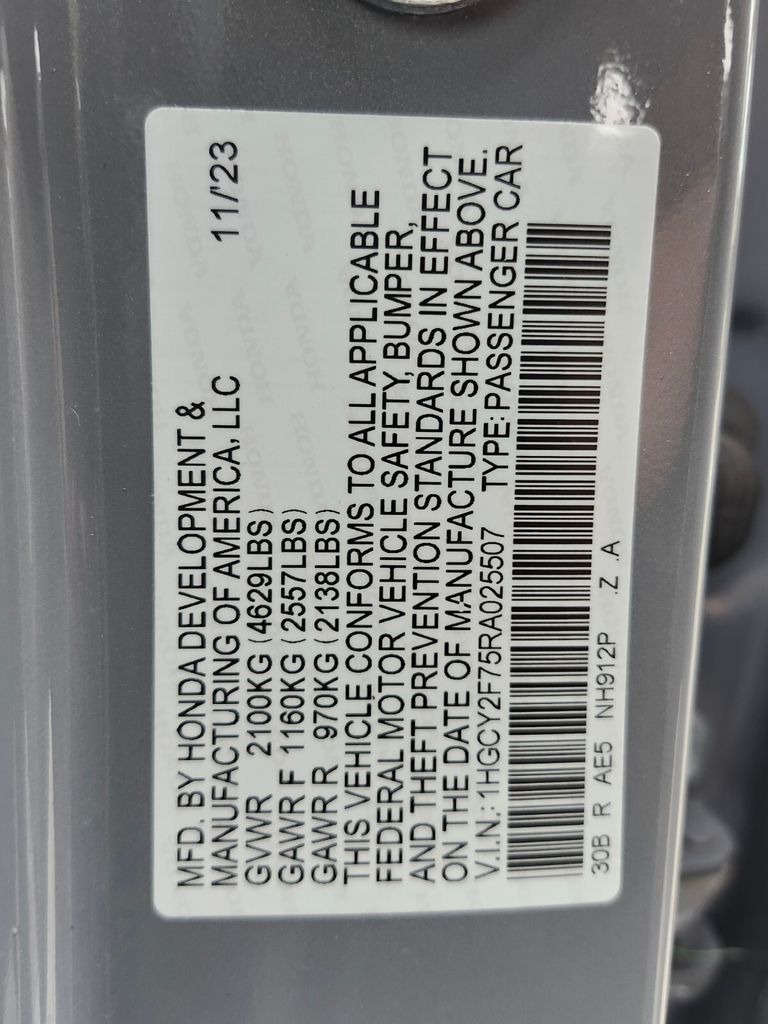 MFD. BY HONDA DEVELOPMENT &
MANUFACTURING OF AMERICA, LLC 11/'23
GVWR 2100KG (4629LBS)
GAWR F 1160KG (2557LBS)
GAWR R 970KG (2138LBS)
THIS VEHICLE CONFORMS TO ALL APPLICABLE
FEDERAL MOTOR VEHICLE SAFETY, BUMPER,
AND THEFT PREVENTION STANDARDS IN EFFECT
ON THE DATE OF MANUFACTURE SHOWN ABOVE.
V.I.N.: 1HGCY2F75RA025507 TYPE: PASSENGER CAR
30B R AE5 NH912P .Z .A